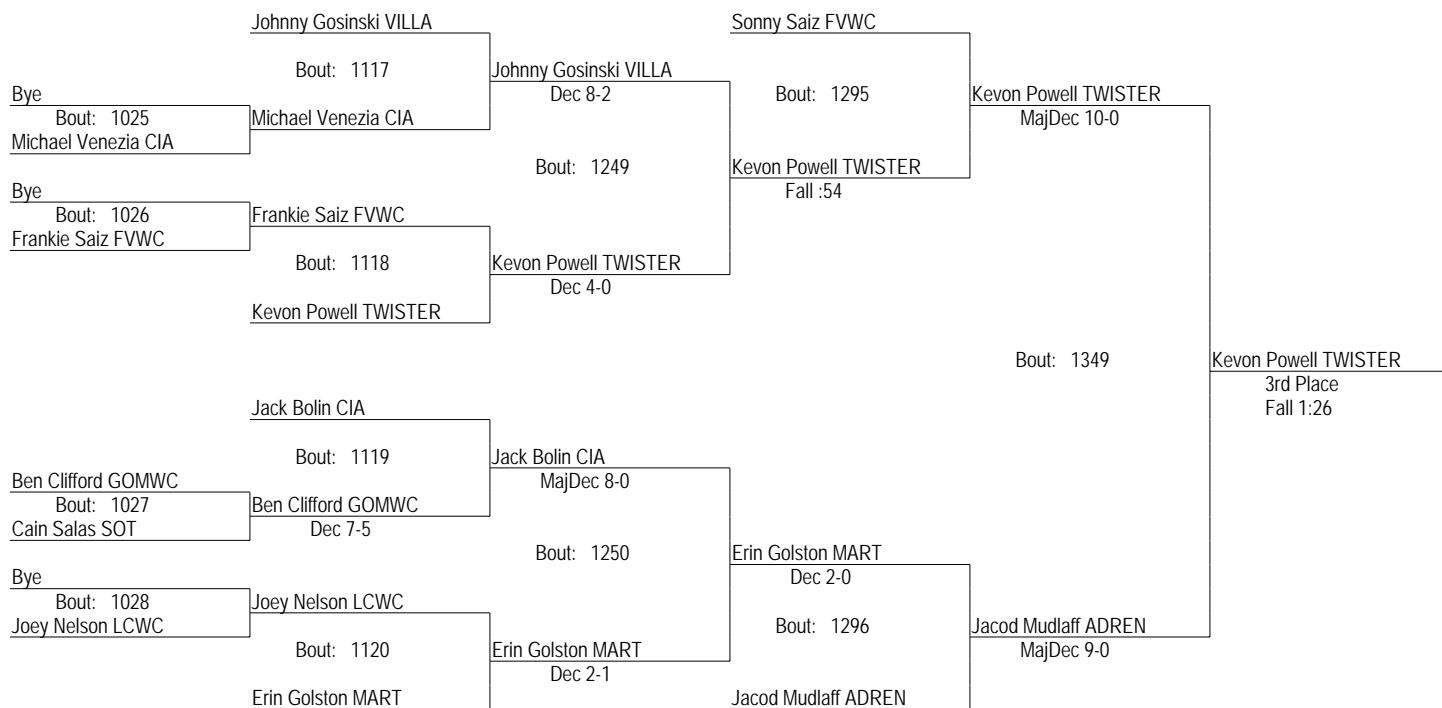 Johnny Gosinski VILLA
Sonny Saiz FVWC
Bout: 1117
Johnny Gosinski VILLA
Dec 8-2
Bout: 1295
Kevon Powell TWISTER
MajDec 10-0
Bye
Bout: 1025
Michael Venezia CIA
Michael Venezia CIA
Bout: 1249
Kevon Powell TWISTER
Fall :54
Bye
Bout: 1026
Frankie Saiz FVWC
Frankie Saiz FVWC
Bout: 1118
Kevon Powell TWISTER
Dec 4-0
Kevon Powell TWISTER
Bout: 1349
Kevon Powell TWISTER
3rd Place
Fall 1:26
Jack Bolin CIA
Bout: 1119
Jack Bolin CIA
MajDec 8-0
Ben Clifford GOMWC
Bout: 1027
Cain Salas SOT
Ben Clifford GOMWC
Dec 7-5
Bout: 1250
Erin Golston MART
Dec 2-0
Bye
Bout: 1028
Joey Nelson LCWC
Joey Nelson LCWC
Bout: 1296
Jacod Mudlaff ADREN
MajDec 9-0
Bout: 1120
Erin Golston MART
Dec 2-1
Erin Golston MART
Jacod Mudlaff ADREN